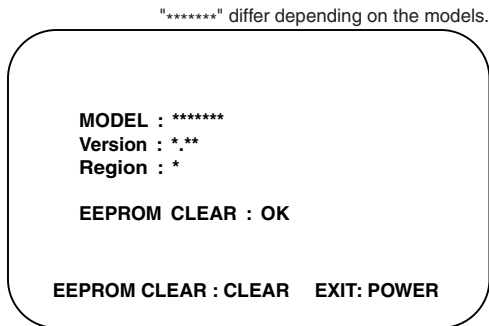 "*******" differ depending on the models.
MODEL : *******
Version : *.**
Region : *
EEPROM CLEAR : OK
EEPROM CLEAR : CLEAR EXIT: POWER